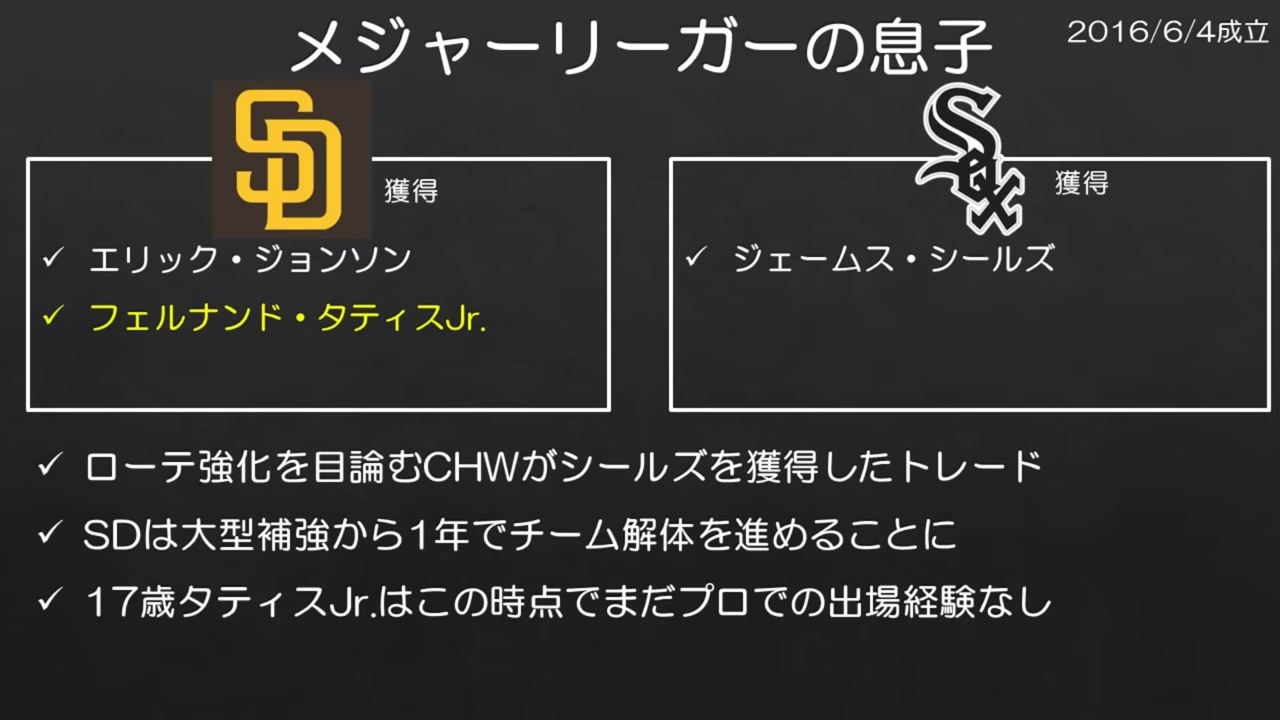 メジャーリーガーの息子
2016/6/4成立
SD
獲得
✓ エリック・ジョンソン
✓ フェルナンド・タティスJr.
Sox
獲得
✓ ジェームス・シールズ
✓ ローテ強化を目論むCHWがシールズを獲得したトレード
✓ SDは大型補強から1年でチーム解体を進めることに
✓ 17歳タティスJr.はこの時点でまだプロでの出場経験なし